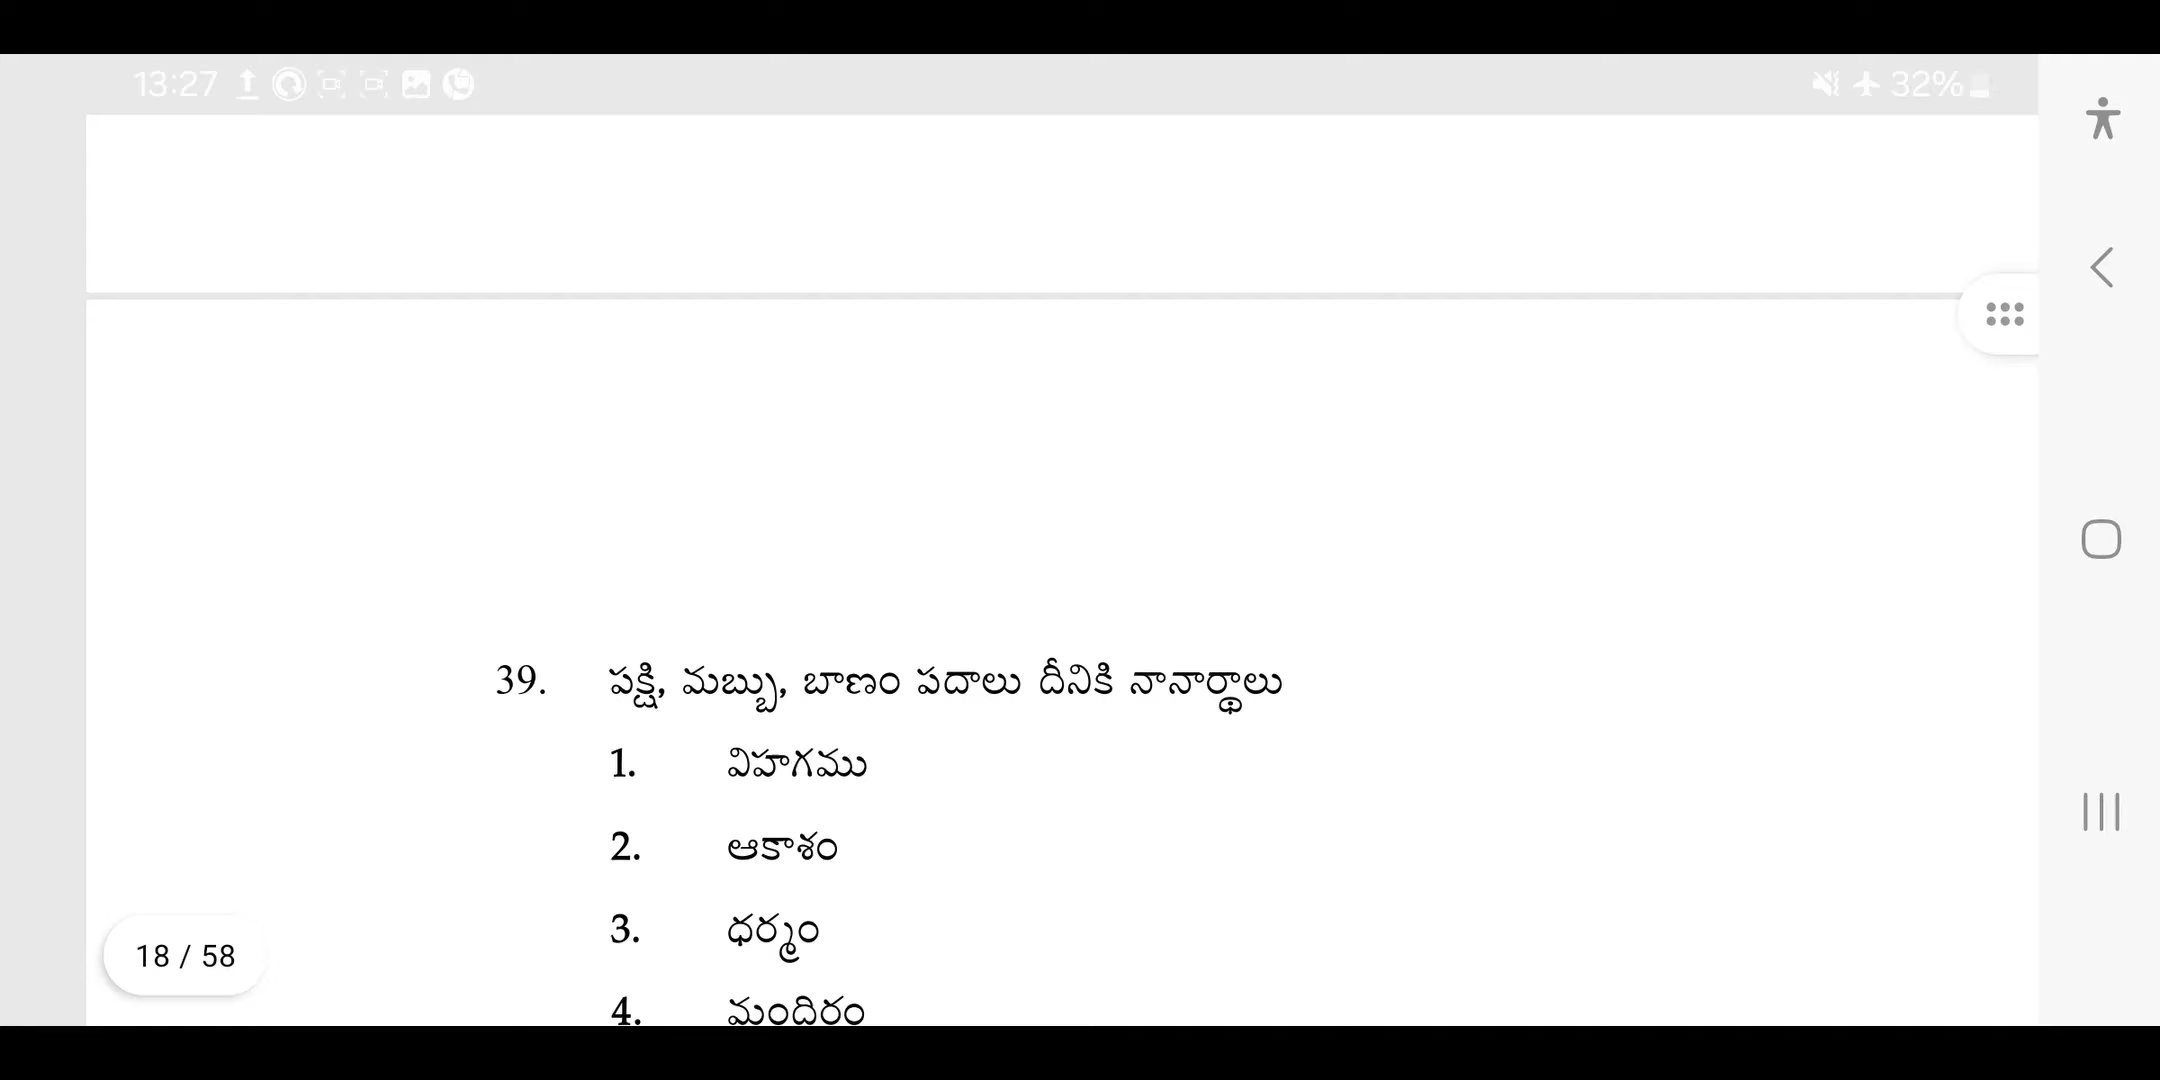 13:27 32%
39. పక్షి, మబ్బు, బాణం పదాలు దీనికి నానార్థాలు
1. విహగము
2. ఆకాశం
3. ధర్మం
4. మందిరం
18 / 58